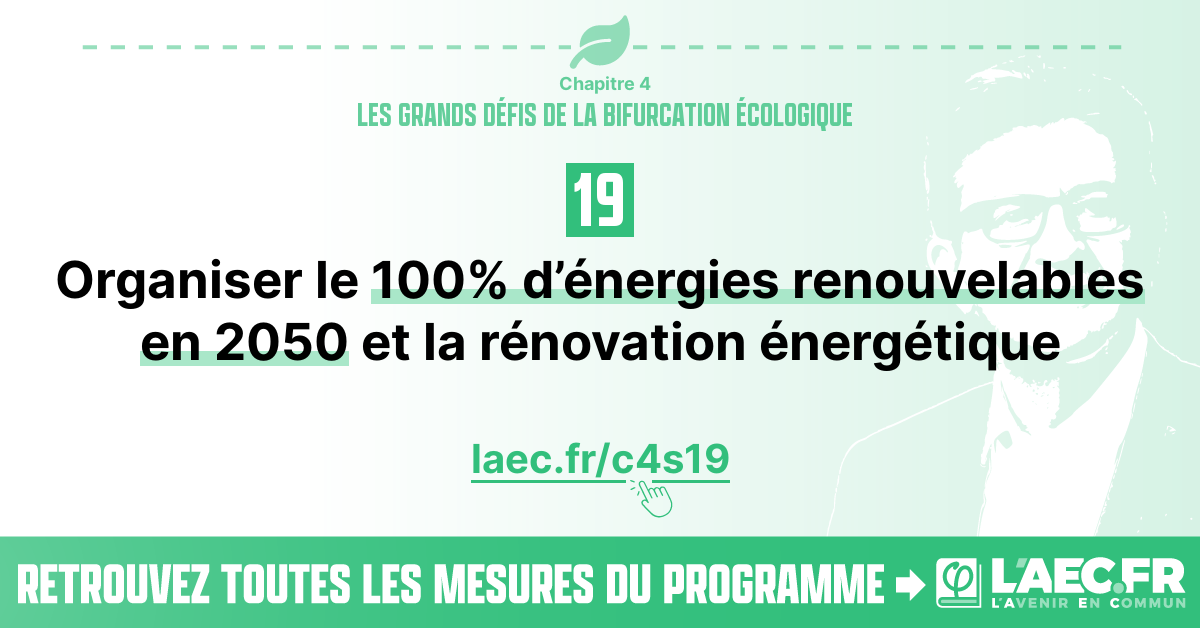 Chapitre 4
LES GRANDS DÉFIS DE LA BIFURCATION ÉCOLOGIQUE
19
Organiser le 100% d’énergies renouvelables
en 2050 et la rénovation énergétique
laec.fr/c4s19
RETROUVEZ TOUTES LES MESURES DU PROGRAMME
φ
L'AEC.FR
L'AVENIR EN COMMUN